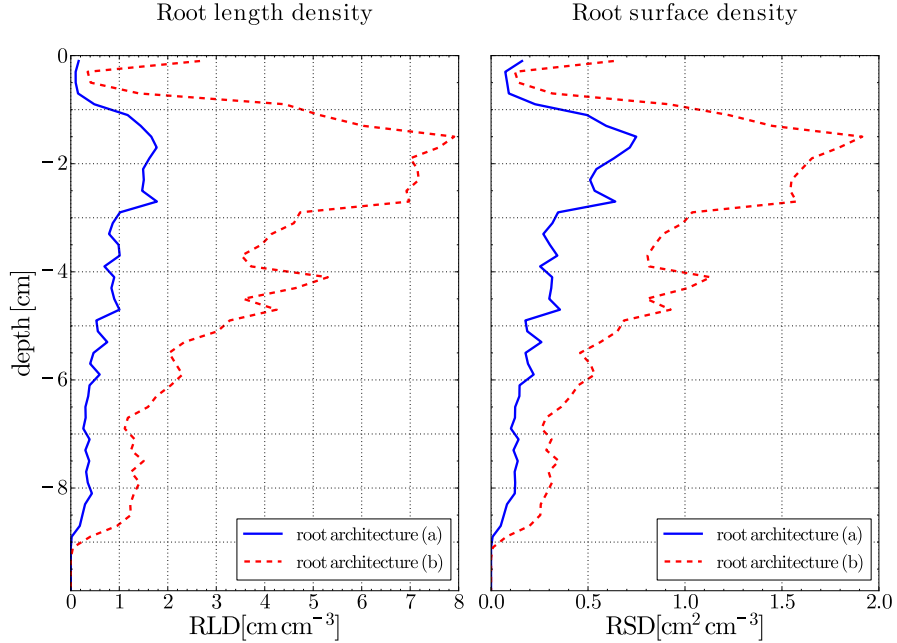 Root length density
Root surface density
0
−2
−4
−6
−8
depth [cm]
root architecture (a)
root architecture (b)
root architecture (a)
root architecture (b)
0 1 2 3 4 5 6 7 8
0.0 0.5 1.0 1.5 2.0
RLD[cm cm⁻³]
RSD[cm² cm⁻³]